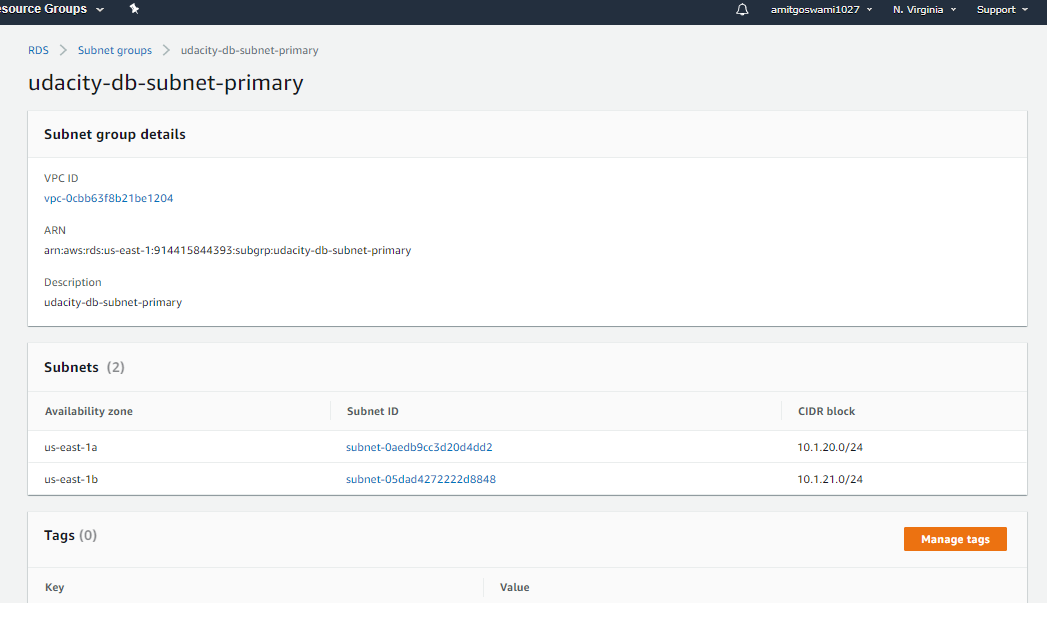 Groups
amitgoswami1027 N. Virginia Support
RDS Subnet groups udacity-db-subnet-primary
udacity-db-subnet-primary
Subnet group details
VPC ID
vpc-0cbb63f8b21be1204
ARN
arn:aws:rds:us-east-1:914415844393:subgrp:udacity-db-subnet-primary
Description
udacity-db-subnet-primary
Subnets (2)
Availability zone Subnet ID CIDR block
us-east-1a subnet-0aedb9cc3d20d4dd2 10.1.20.0/24
us-east-1b subnet-05dad4272222d8848 10.1.21.0/24
Tags (0)
Manage tags
Key Value